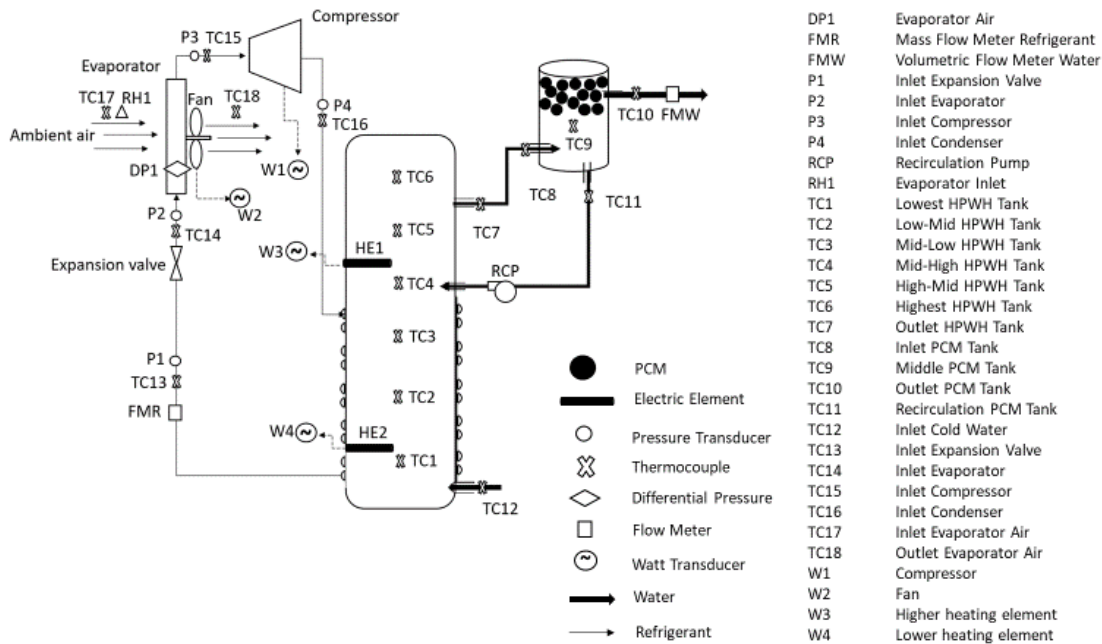 Compressor
P3 TC15
Evaporator
TC17 RH1
Fan
TC18
Ambient air
DP1
W1
W2
P2
TC14
Expansion valve
P4
TC16
P1
TC13
FMR
W3
HE1
W4
HE2
TC6
TC5
TC4
TC3
TC2
TC1
TC7
TC8
TC9
TC10 FMW
TC11
RCP
TC12
PCM
Electric Element
Pressure Transducer
Thermocouple
Differential Pressure
Flow Meter
Watt Transducer
Water
Refrigerant
DP1 Evaporator Air
FMR Mass Flow Meter Refrigerant
FMW Volumetric Flow Meter Water
P1 Inlet Expansion Valve
P2 Inlet Evaporator
P3 Inlet Compressor
P4 Inlet Condenser
RCP Recirculation Pump
RH1 Evaporator Inlet
TC1 Lowest HPWH Tank
TC2 Low-Mid HPWH Tank
TC3 Mid-Low HPWH Tank
TC4 Mid-High HPWH Tank
TC5 High-Mid HPWH Tank
TC6 Highest HPWH Tank
TC7 Outlet HPWH Tank
TC8 Inlet PCM Tank
TC9 Middle PCM Tank
TC10 Outlet PCM Tank
TC11 Recirculation PCM Tank
TC12 Inlet Cold Water
TC13 Inlet Expansion Valve
TC14 Inlet Evaporator
TC15 Inlet Compressor
TC16 Inlet Condenser
TC17 Inlet Evaporator Air
TC18 Outlet Evaporator Air
W1 Compressor
W2 Fan
W3 Higher heating element
W4 Lower heating element